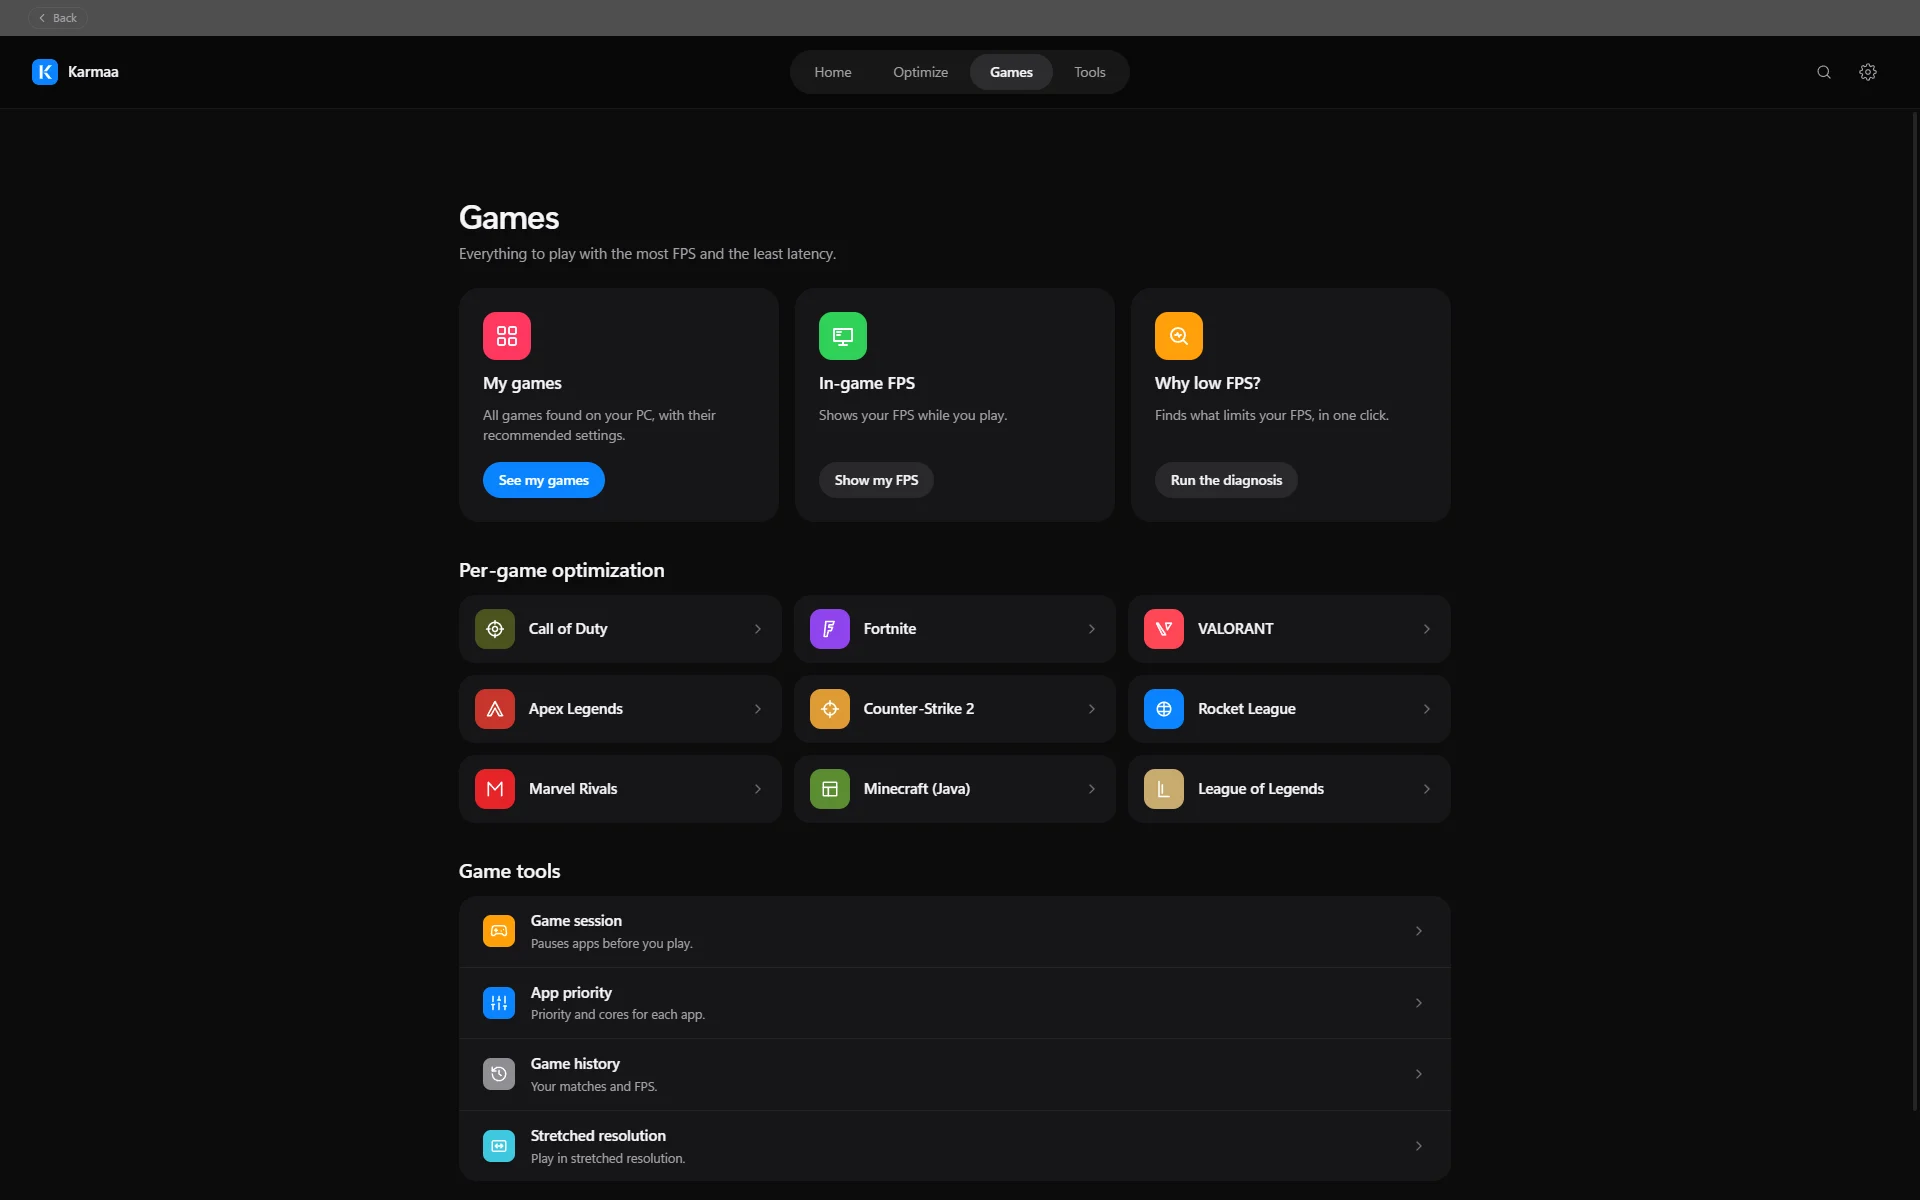 Back
Karmaa
Home
Optimize
Games
Tools
Games
Everything to play with the most FPS and the least latency.
My games
All games found on your PC, with their
recommended settings.
See my games
In-game FPS
Shows your FPS while you play.
Show my FPS
Why low FPS?
Finds what limits your FPS, in one click.
Run the diagnosis
Per-game optimization
Call of Duty
Fortnite
VALORANT
Apex Legends
Counter-Strike 2
Rocket League
Marvel Rivals
Minecraft (Java)
League of Legends
Game tools
Game session
Pauses apps before you play.
App priority
Priority and cores for each app.
Game history
Your matches and FPS.
Stretched resolution
Play in stretched resolution.